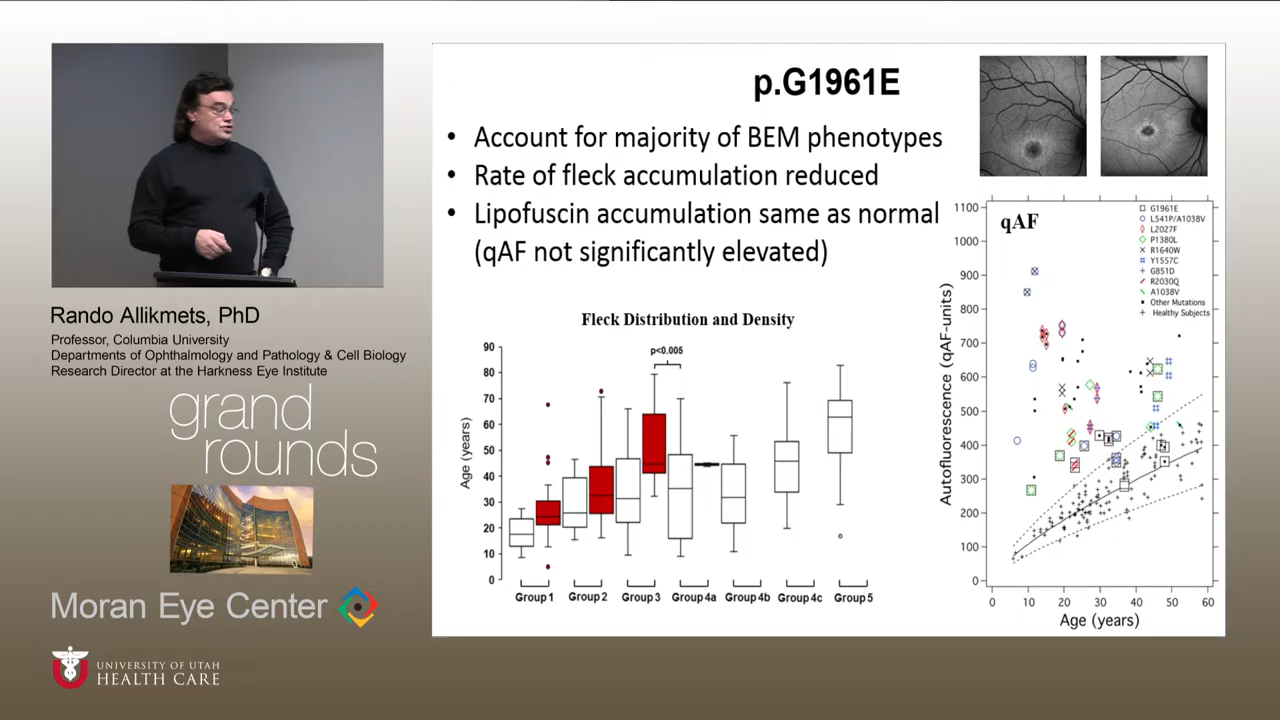 Rando Allikmets, PhD
Professor, Columbia University
Departments of Ophthalmology and Pathology & Cell Biology
Research Director at the Harkness Eye Institute
grand
rounds
Moran Eye Center
UNIVERSITY OF UTAH
HEALTH CARE
p.G1961E
• Account for majority of BEM phenotypes
• Rate of fleck accumulation reduced
• Lipofuscin accumulation same as normal
(qAF not significantly elevated)
Fleck Distribution and Density
p<0.005
Age (years)
90
80
70
60
50
40
30
20
10
0
Group 1 Group 2 Group 3 Group 4a Group 4b Group 4c Group 5
qAF
G1961E
L541P/A1038V
L2027F
P1380L
R1640W
Y1557C
G851D
R2030Q
A1038V
Other Mutations
Healthy Subjects
Autofluorescence (qAF-units)
1100
1000
900
800
700
600
500
400
300
200
100
0
0 10 20 30 40 50 60
Age (years)